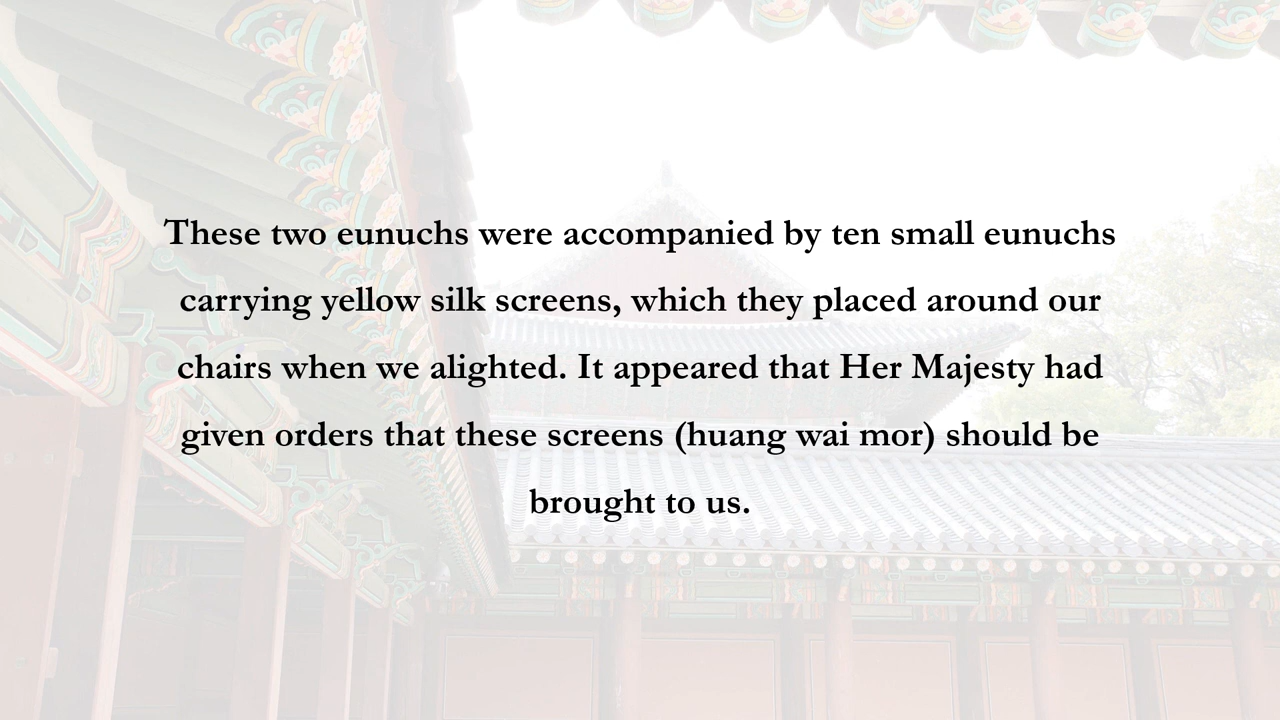 These two eunuchs were accompanied by ten small eunuchs
carrying yellow silk screens, which they placed around our
chairs when we alighted. It appeared that Her Majesty had
given orders that these screens (huang wai mor) should be
brought to us.